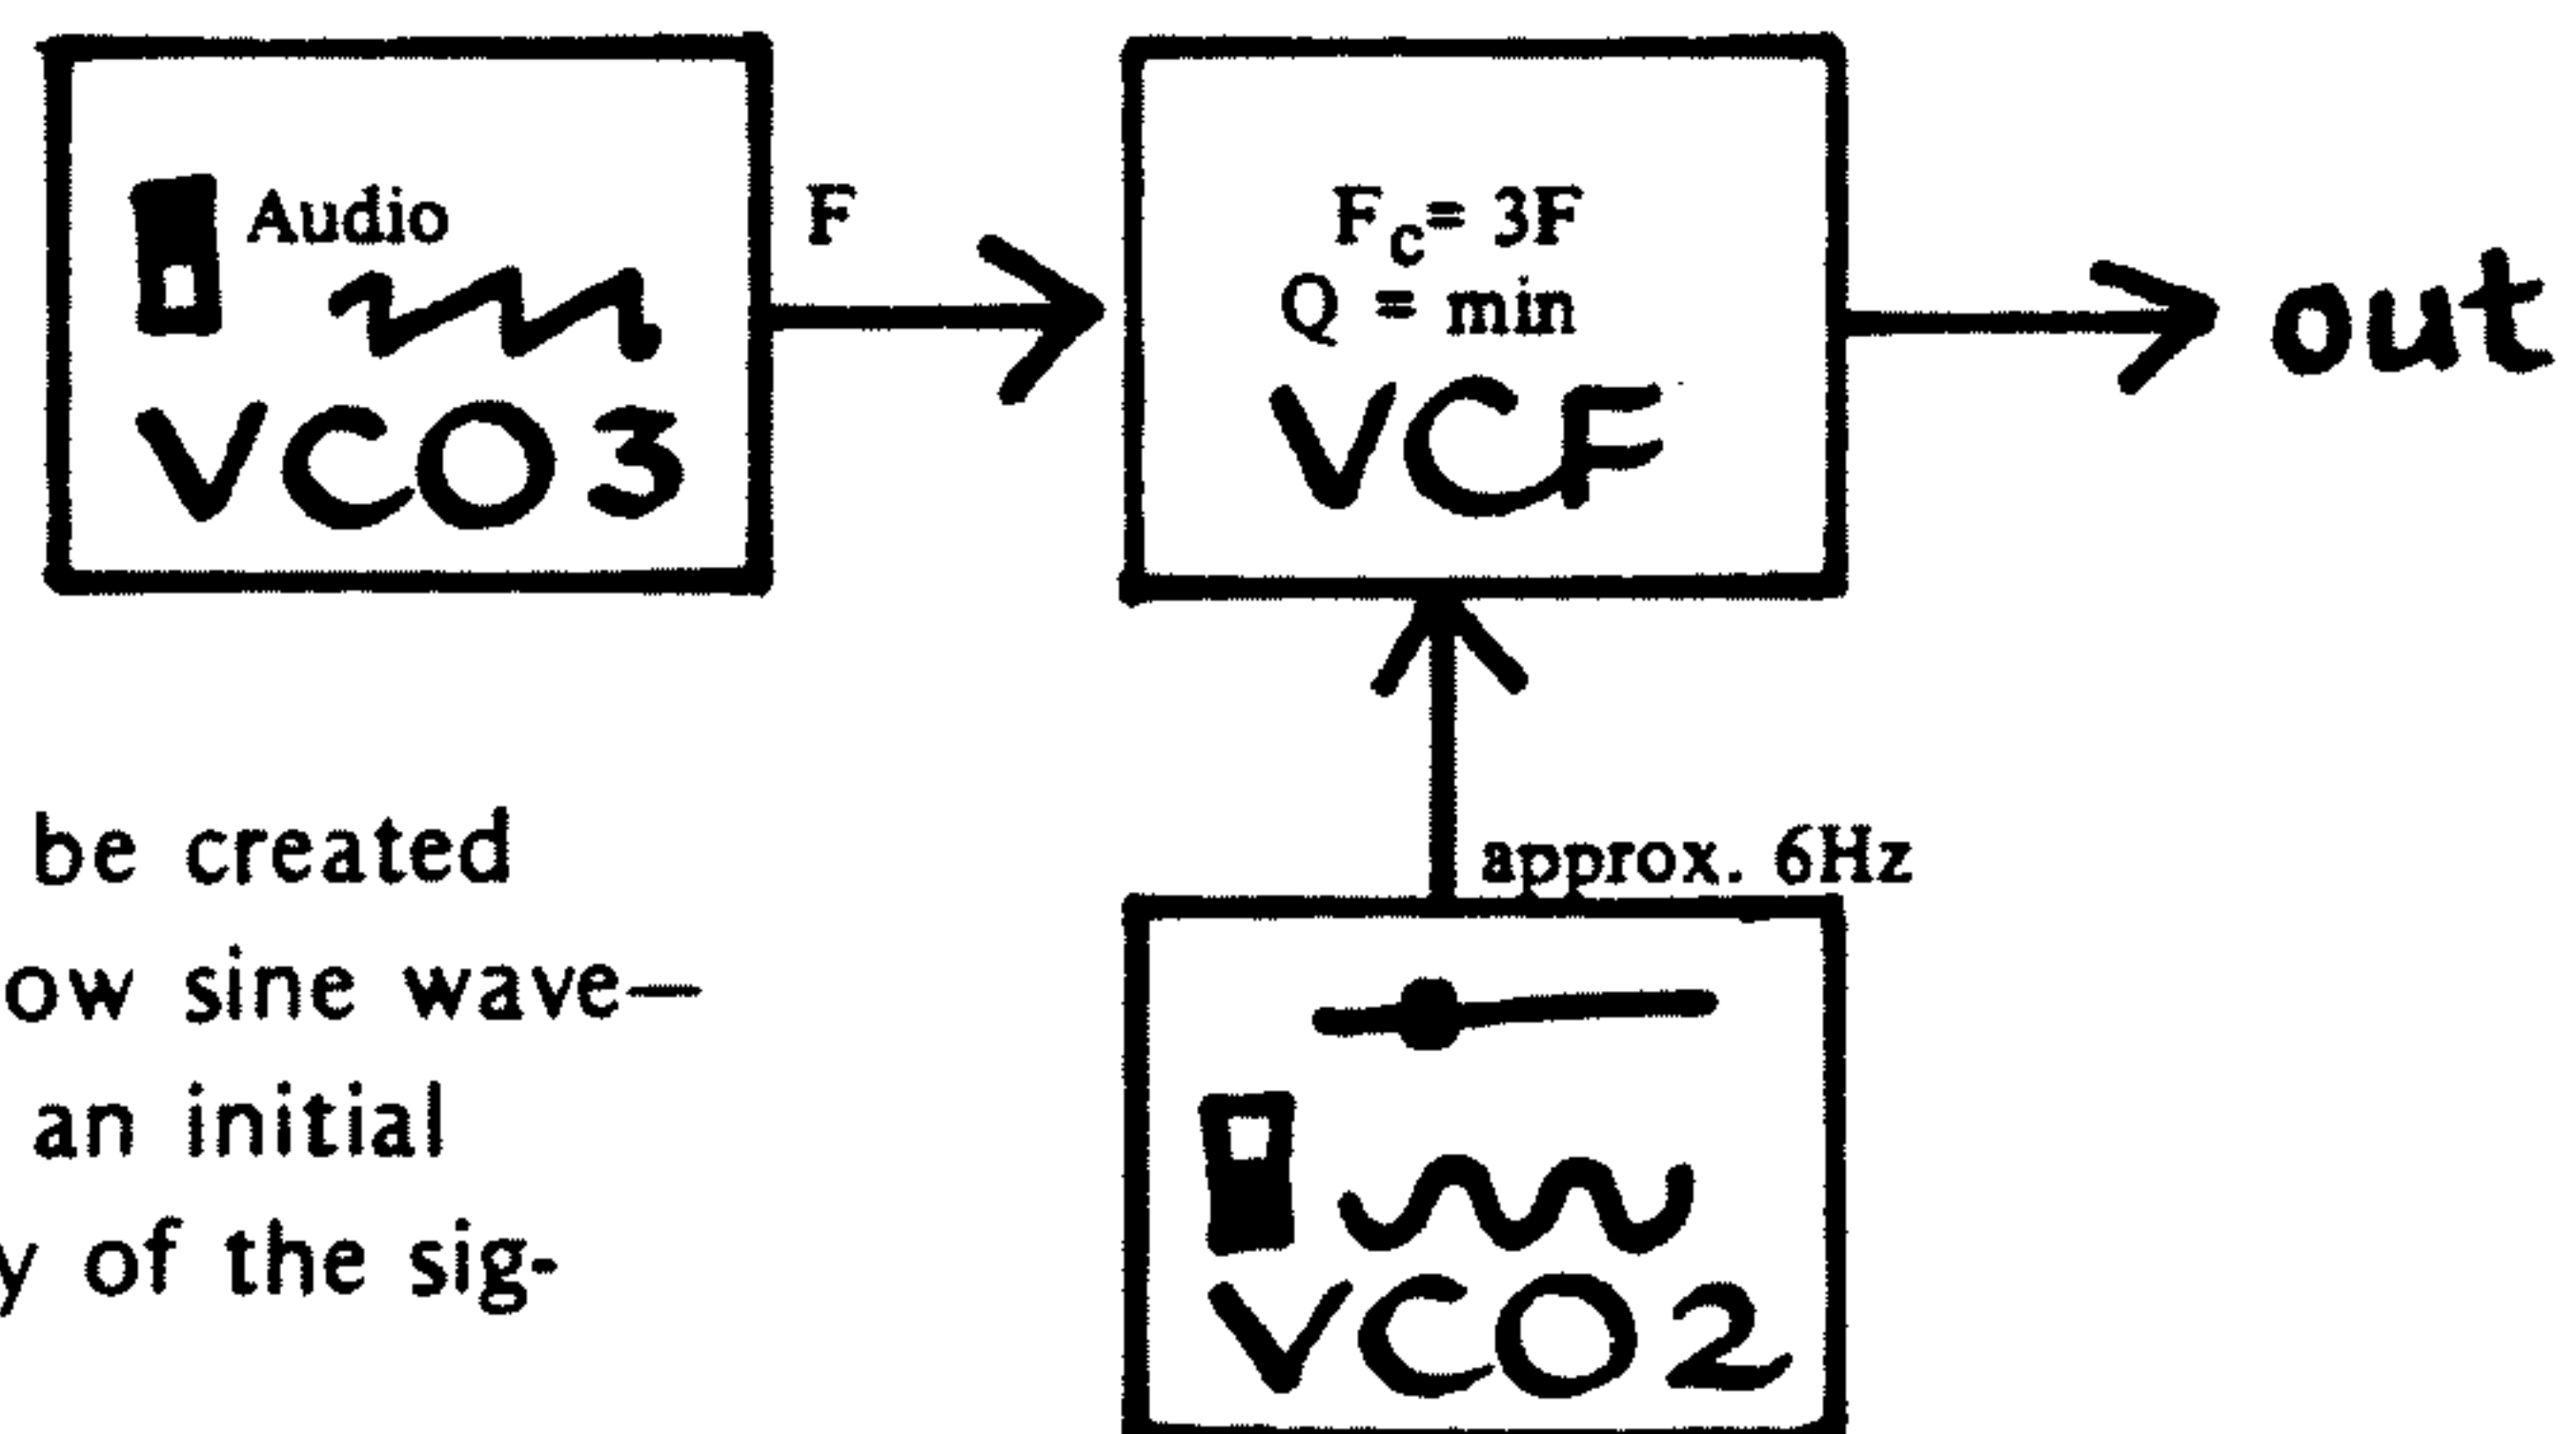 Audio
VCO3
F
F_c= 3F
Q = min
VCF
out
approx. 6Hz
VCO2
be created
ow sine wave—
an initial
y of the sig-